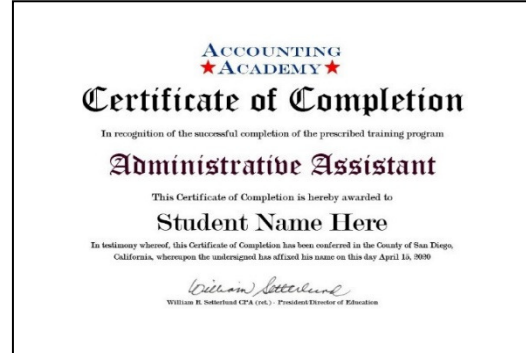 ACCOUNTING
★ACADEMY★
Certificate of Completion
In recognition of the successful completion of the prescribed training program
Administrative Assistant
This Certificate of Completion is hereby awarded to
Student Name Here
In testimony whereof, this Certificate of Completion has been conferred in the County of San Diego,
California, whereupon the undersigned has affixed his name on this day April 15, 2020
William Setterlund
William R. Setterlund CPA (ret.) - President/Director of Education